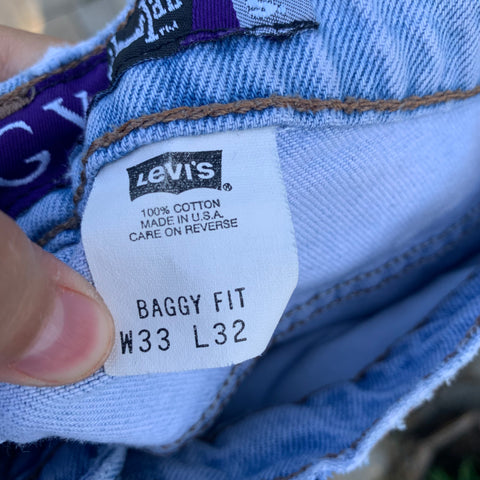 LEVI'S ®
100% COTTON
MADE IN U.S.A.
CARE ON REVERSE
BAGGY FIT
W33 L32